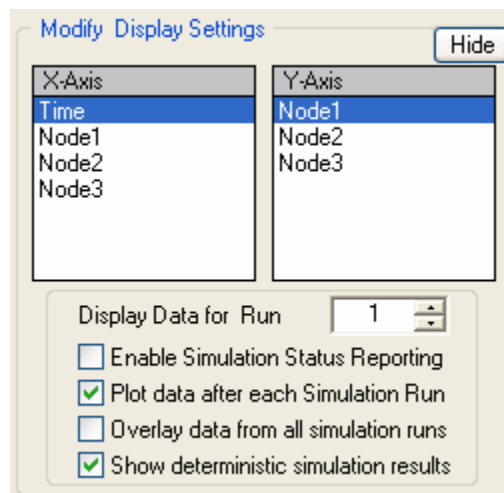 Modify Display Settings
Hide
X-Axis
Time
Node1
Node2
Node3
Y-Axis
Node1
Node2
Node3
Display Data for Run 1
Enable Simulation Status Reporting
Plot data after each Simulation Run
Overlay data from all simulation runs
Show deterministic simulation results